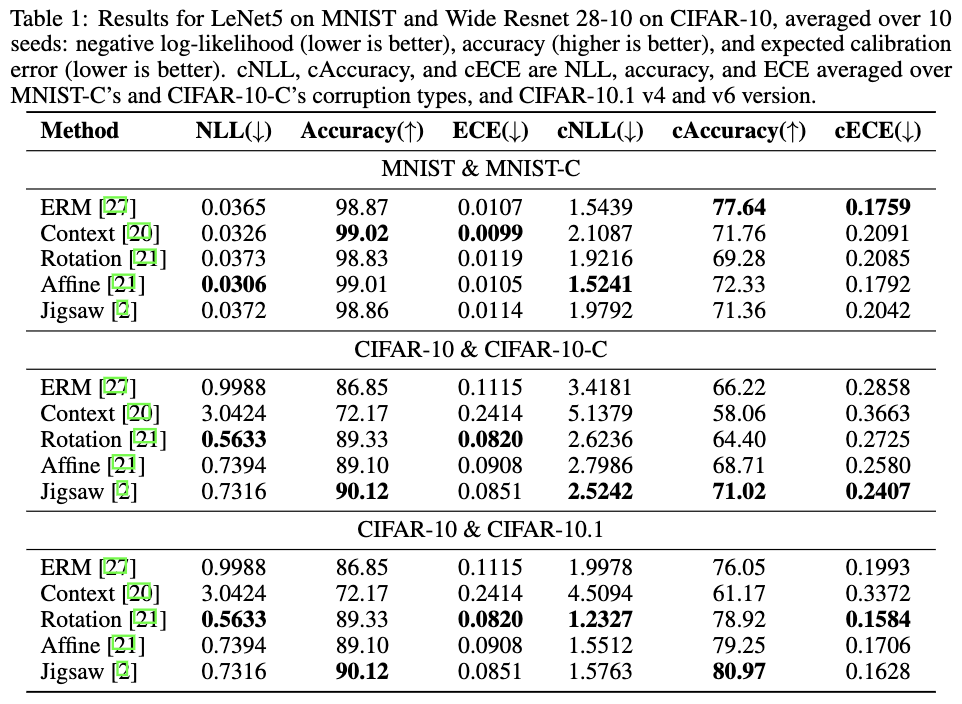 Table 1: Results for LeNet5 on MNIST and Wide Resnet 28-10 on CIFAR-10, averaged over 10
seeds: negative log-likelihood (lower is better), accuracy (higher is better), and expected calibration
error (lower is better). cNLL, cAccuracy, and cECE are NLL, accuracy, and ECE averaged over
MNIST-C's and CIFAR-10-C's corruption types, and CIFAR-10.1 v4 and v6 version.
Method NLL(↓) Accuracy(↑) ECE(↓) cNLL(↓) cAccuracy(↑) cECE(↓)
MNIST & MNIST-C
ERM [27] 0.0365 98.87 0.0107 1.5439 77.64 0.1759
Context [20] 0.0326 99.02 0.0099 2.1087 71.76 0.2091
Rotation [21] 0.0373 98.83 0.0119 1.9216 69.28 0.2085
Affine [21] 0.0306 99.01 0.0105 1.5241 72.33 0.1792
Jigsaw [2] 0.0372 98.86 0.0114 1.9792 71.36 0.2042
CIFAR-10 & CIFAR-10-C
ERM [27] 0.9988 86.85 0.1115 3.4181 66.22 0.2858
Context [20] 3.0424 72.17 0.2414 5.1379 58.06 0.3663
Rotation [21] 0.5633 89.33 0.0820 2.6236 64.40 0.2725
Affine [21] 0.7394 89.10 0.0908 2.7986 68.71 0.2580
Jigsaw [2] 0.7316 90.12 0.0851 2.5242 71.02 0.2407
CIFAR-10 & CIFAR-10.1
ERM [27] 0.9988 86.85 0.1115 1.9978 76.05 0.1993
Context [20] 3.0424 72.17 0.2414 4.5094 61.17 0.3372
Rotation [21] 0.5633 89.33 0.0820 1.2327 78.92 0.1584
Affine [21] 0.7394 89.10 0.0908 1.5512 79.25 0.1706
Jigsaw [2] 0.7316 90.12 0.0851 1.5763 80.97 0.1628